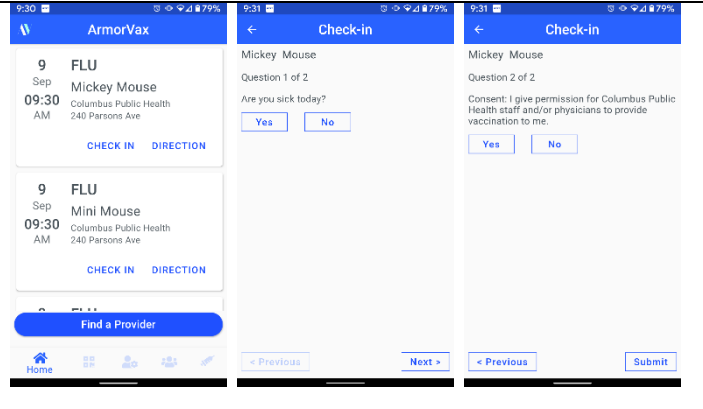 9:30 79%
ArmorVax
9
Sep
09:30
AM
FLU
Mickey Mouse
Columbus Public Health
240 Parsons Ave
CHECK IN DIRECTION
9
Sep
09:30
AM
FLU
Mini Mouse
Columbus Public Health
240 Parsons Ave
CHECK IN DIRECTION
Find a Provider
Home
9:31 79%
← Check-in
Mickey Mouse
Question 1 of 2
Are you sick today?
Yes No
< Previous Next >
9:31 79%
← Check-in
Mickey Mouse
Question 2 of 2
Consent: I give permission for Columbus Public
Health staff and/or physicians to provide
vaccination to me.
Yes No
< Previous Submit